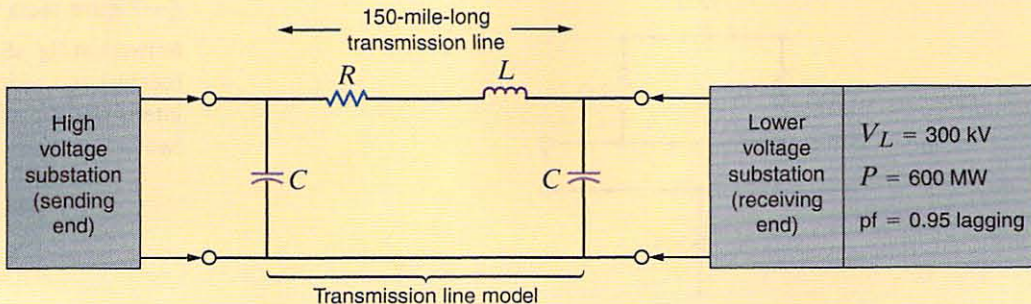 150-mile-long
transmission line
R
L
High
voltage
substation
(sending
end)
C
C
Lower
voltage
substation
(receiving
end)
V_L = 300 kV
P = 600 MW
pf = 0.95 lagging
Transmission line model